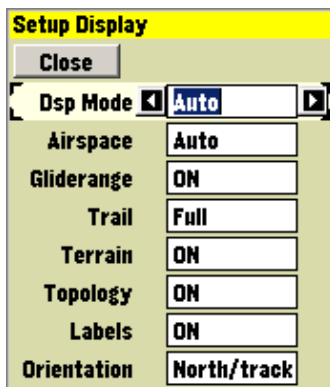 Setup Display
Close
Dsp Mode Auto
Airspace Auto
Gliderange ON
Trail Full
Terrain ON
Topology ON
Labels ON
Orientation North/track